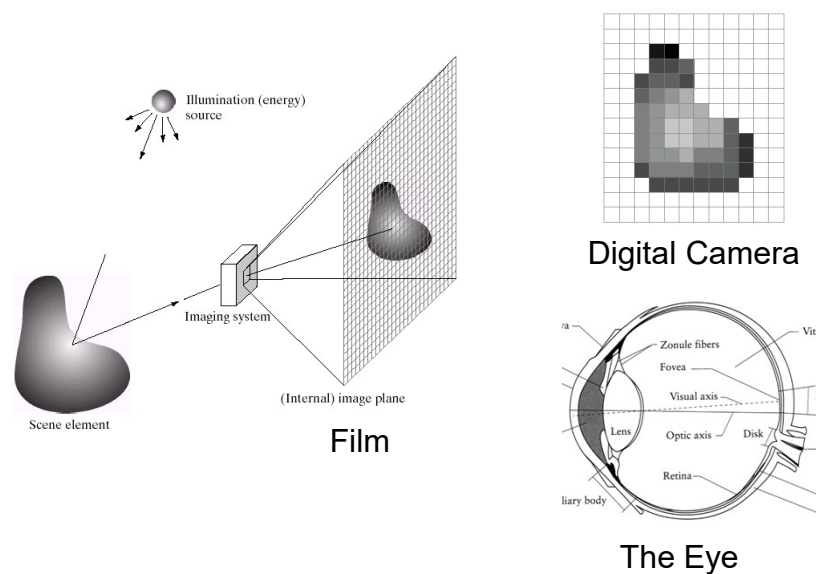 Illumination (energy)
source
Imaging system
(Internal) image plane
Scene element
Film
Digital Camera
Zonule fibers
Fovea
Visual axis
Lens
Optic axis
Disk
Retina
The Eye